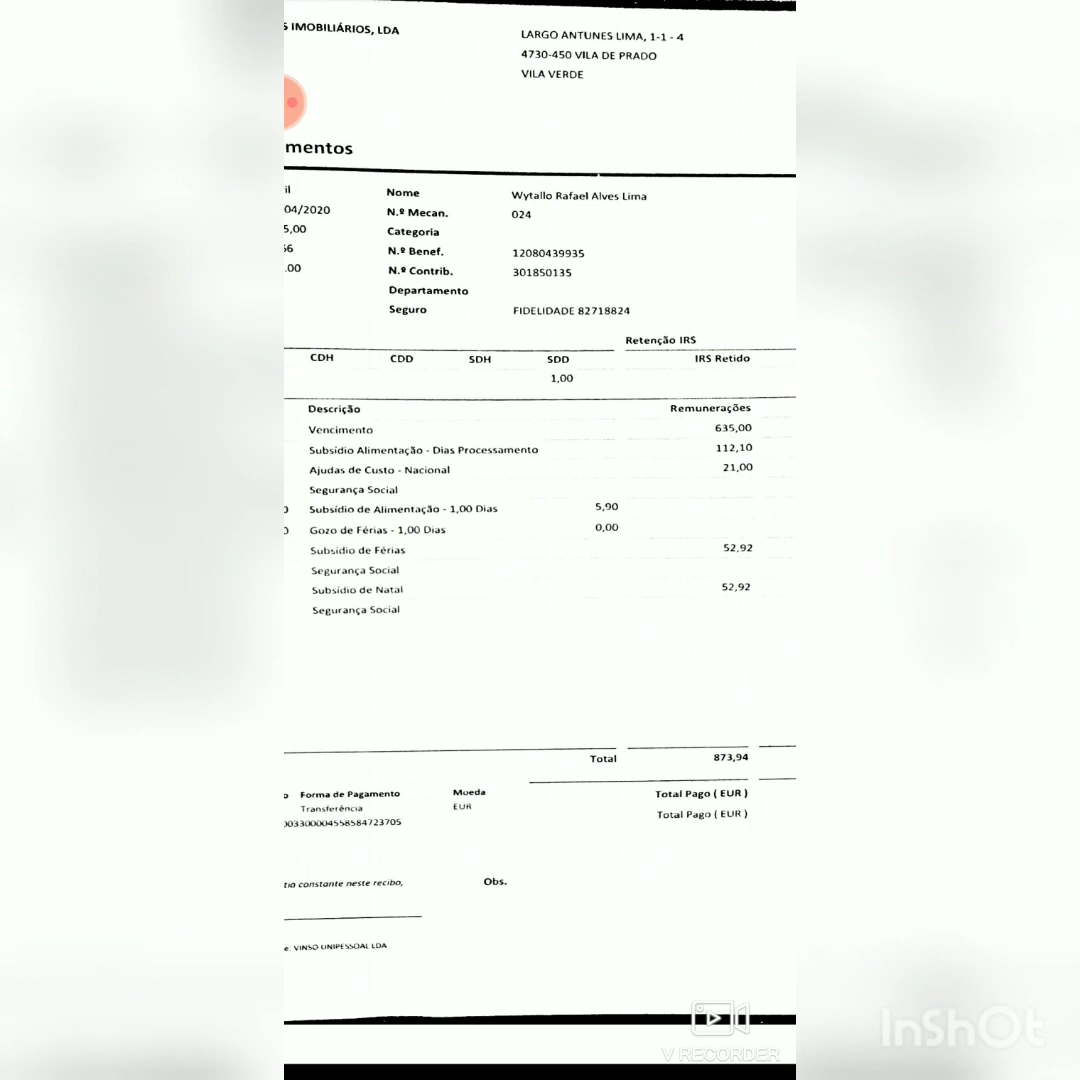 S IMOBILIÁRIOS, LDA
LARGO ANTUNES LIMA, 1-1 - 4
4730-450 VILA DE PRADO
VILA VERDE
mentos
il
04/2020
5,00
56
.00
Nome Wytallo Rafael Alves Lima
N.º Mecan. 024
Categoria
N.º Benef. 12080439935
N.º Contrib. 301850135
Departamento
Seguro FIDELIDADE 82718824
Retenção IRS
CDH CDD SDH SDD IRS Retido
1,00
Descrição Remunerações
Vencimento 635,00
Subsídio Alimentação - Dias Processamento 112,10
Ajudas de Custo - Nacional 21,00
Segurança Social
0 Subsídio de Alimentação - 1,00 Dias 5,90
0 Gozo de Férias - 1,00 Dias 0,00
Subsídio de Férias 52,92
Segurança Social
Subsídio de Natal 52,92
Segurança Social
Total 873,94
o Forma de Pagamento Moeda Total Pago ( EUR )
Transferência EUR Total Pago ( EUR )
003300004558584723705
tia constante neste recibo, Obs.
e: VINSO UNIPESSOAL LDA
V RECORDER
InShOt